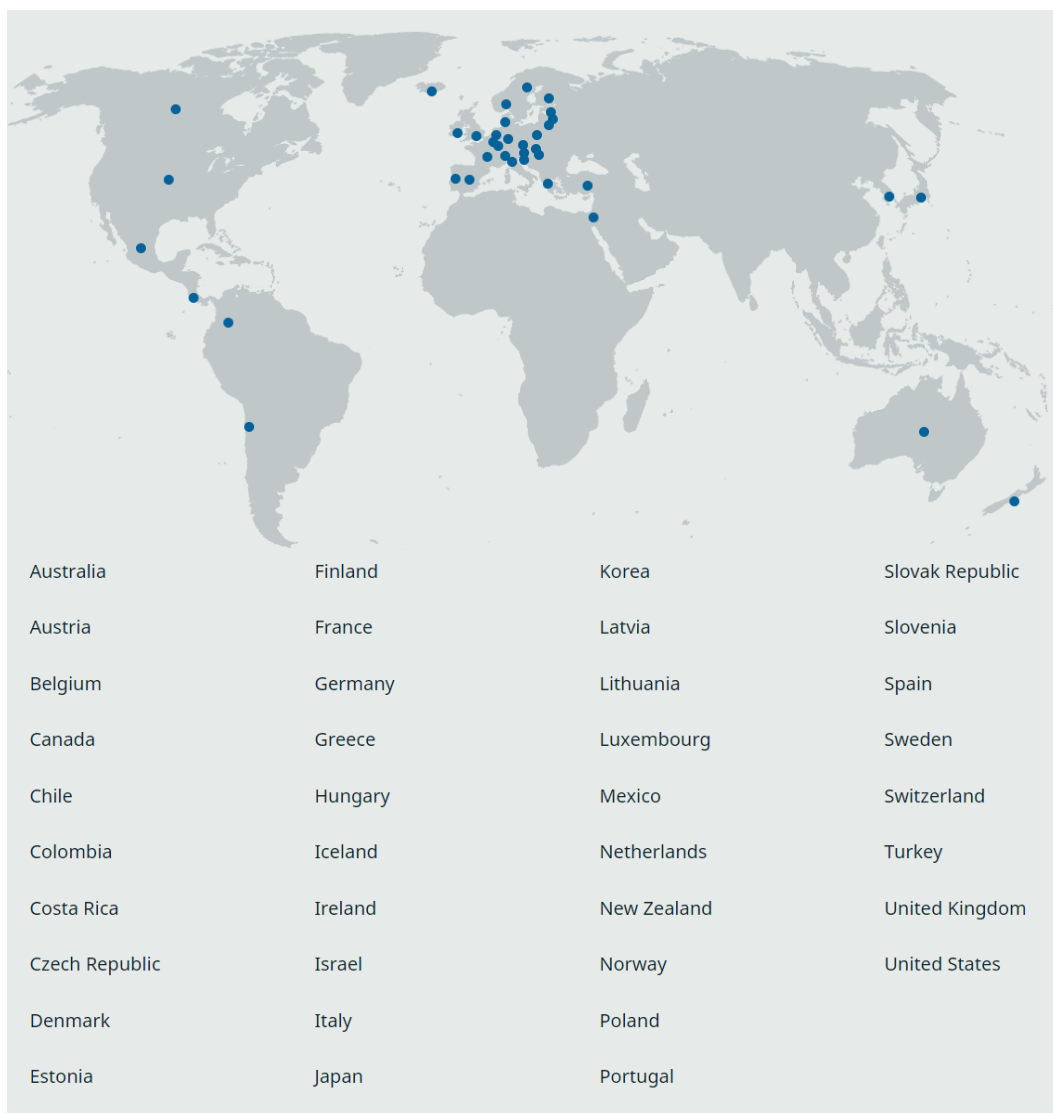 Australia
Austria
Belgium
Canada
Chile
Colombia
Costa Rica
Czech Republic
Denmark
Estonia
Finland
France
Germany
Greece
Hungary
Iceland
Ireland
Israel
Italy
Japan
Korea
Latvia
Lithuania
Luxembourg
Mexico
Netherlands
New Zealand
Norway
Poland
Portugal
Slovak Republic
Slovenia
Spain
Sweden
Switzerland
Turkey
United Kingdom
United States